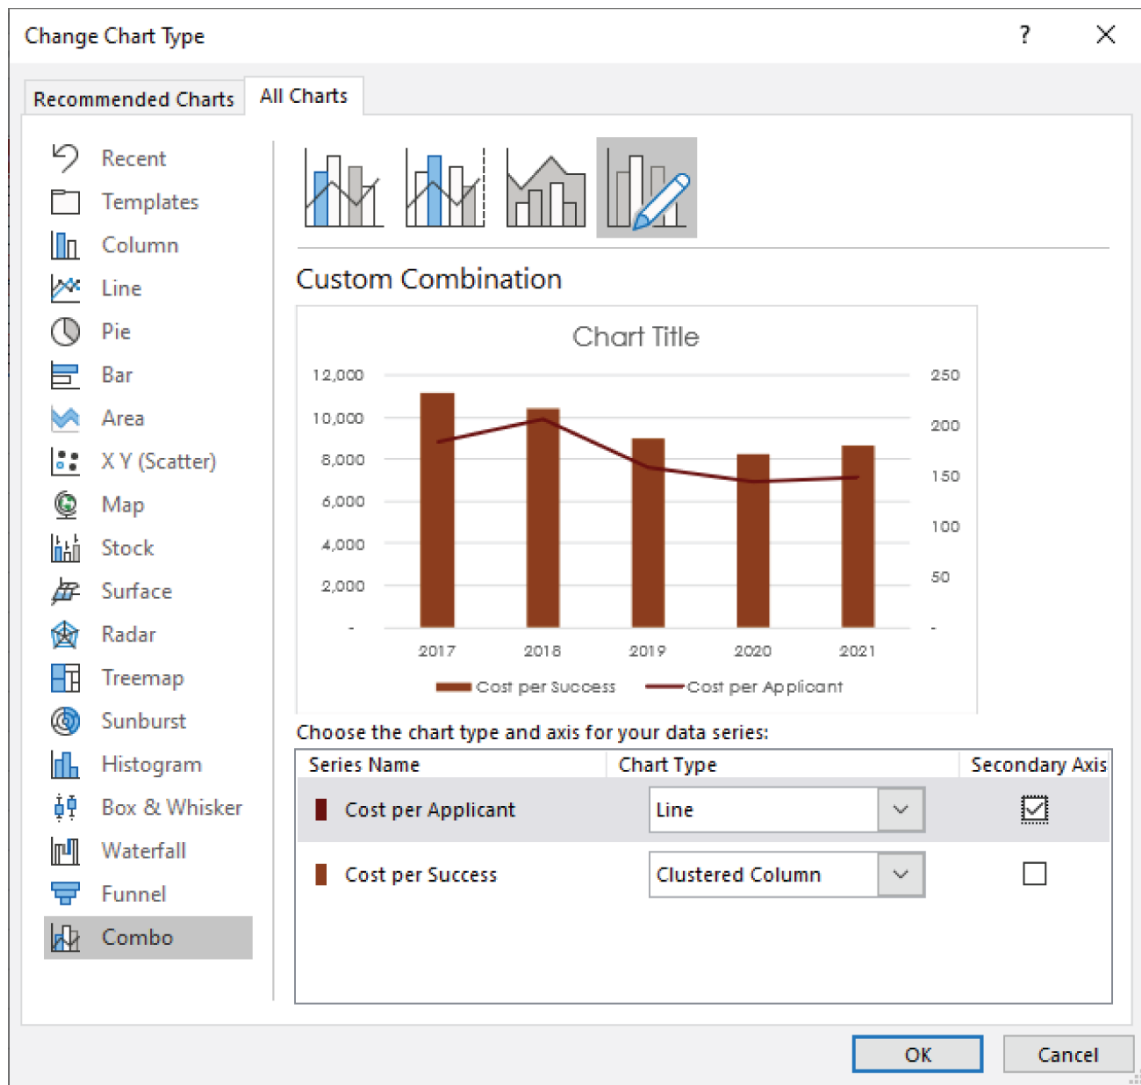 Change Chart Type ? ×
Recommended Charts All Charts
Recent
Templates
Column
Line
Pie
Bar
Area
X Y (Scatter)
Map
Stock
Surface
Radar
Treemap
Sunburst
Histogram
Box & Whisker
Waterfall
Funnel
Combo
Custom Combination
Chart Title
12,000
10,000
8,000
6,000
4,000
2,000
-
250
200
150
100
50
-
2017 2018 2019 2020 2021
Cost per Success Cost per Applicant
Choose the chart type and axis for your data series:
Series Name Chart Type Secondary Axis
Cost per Applicant Line
Cost per Success Clustered Column
OK Cancel